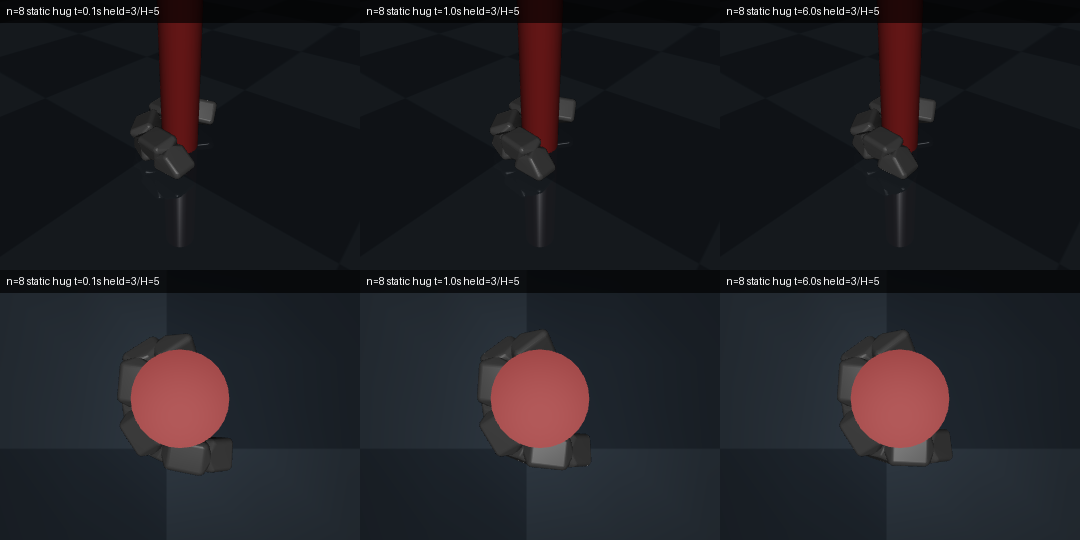 n=8 static hug t=0.1s held=3/H=5
n=8 static hug t=1.0s held=3/H=5
n=8 static hug t=6.0s held=3/H=5
n=8 static hug t=0.1s held=3/H=5
n=8 static hug t=1.0s held=3/H=5
n=8 static hug t=6.0s held=3/H=5